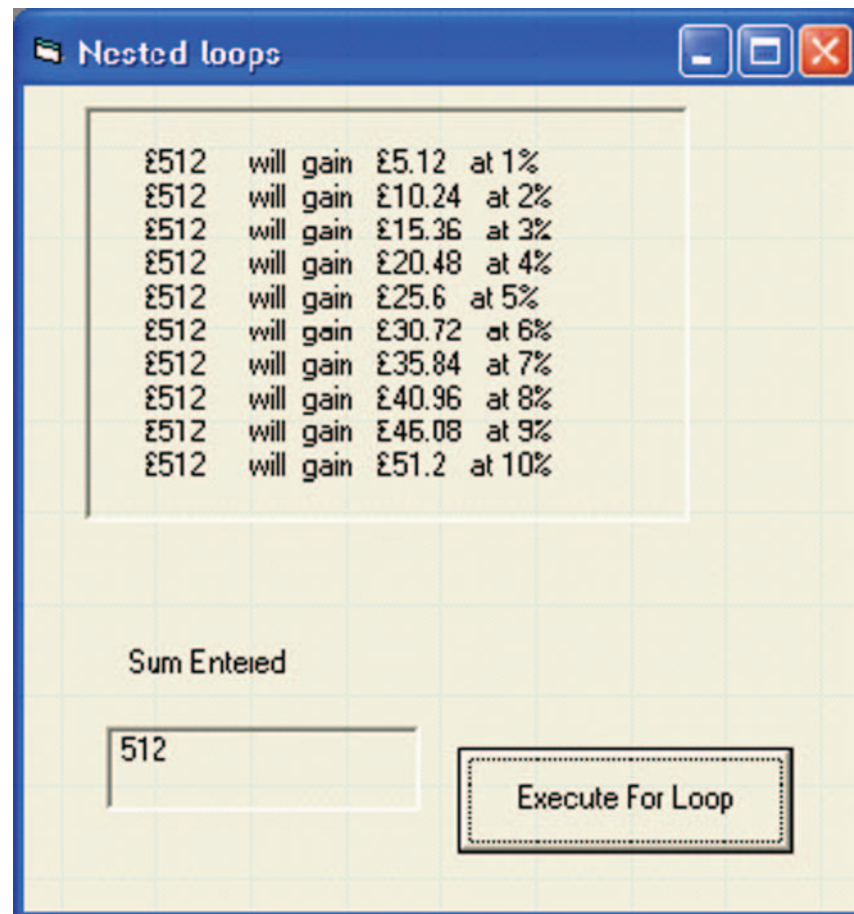 Nested loops
£512 will gain £5.12 at 1%
£512 will gain £10.24 at 2%
£512 will gain £15.36 at 3%
£512 will gain £20.48 at 4%
£512 will gain £25.6 at 5%
£512 will gain £30.72 at 6%
£512 will gain £35.84 at 7%
£512 will gain £40.96 at 8%
£512 will gain £46.08 at 9%
£512 will gain £51.2 at 10%
Sum Entered
512
Execute For Loop